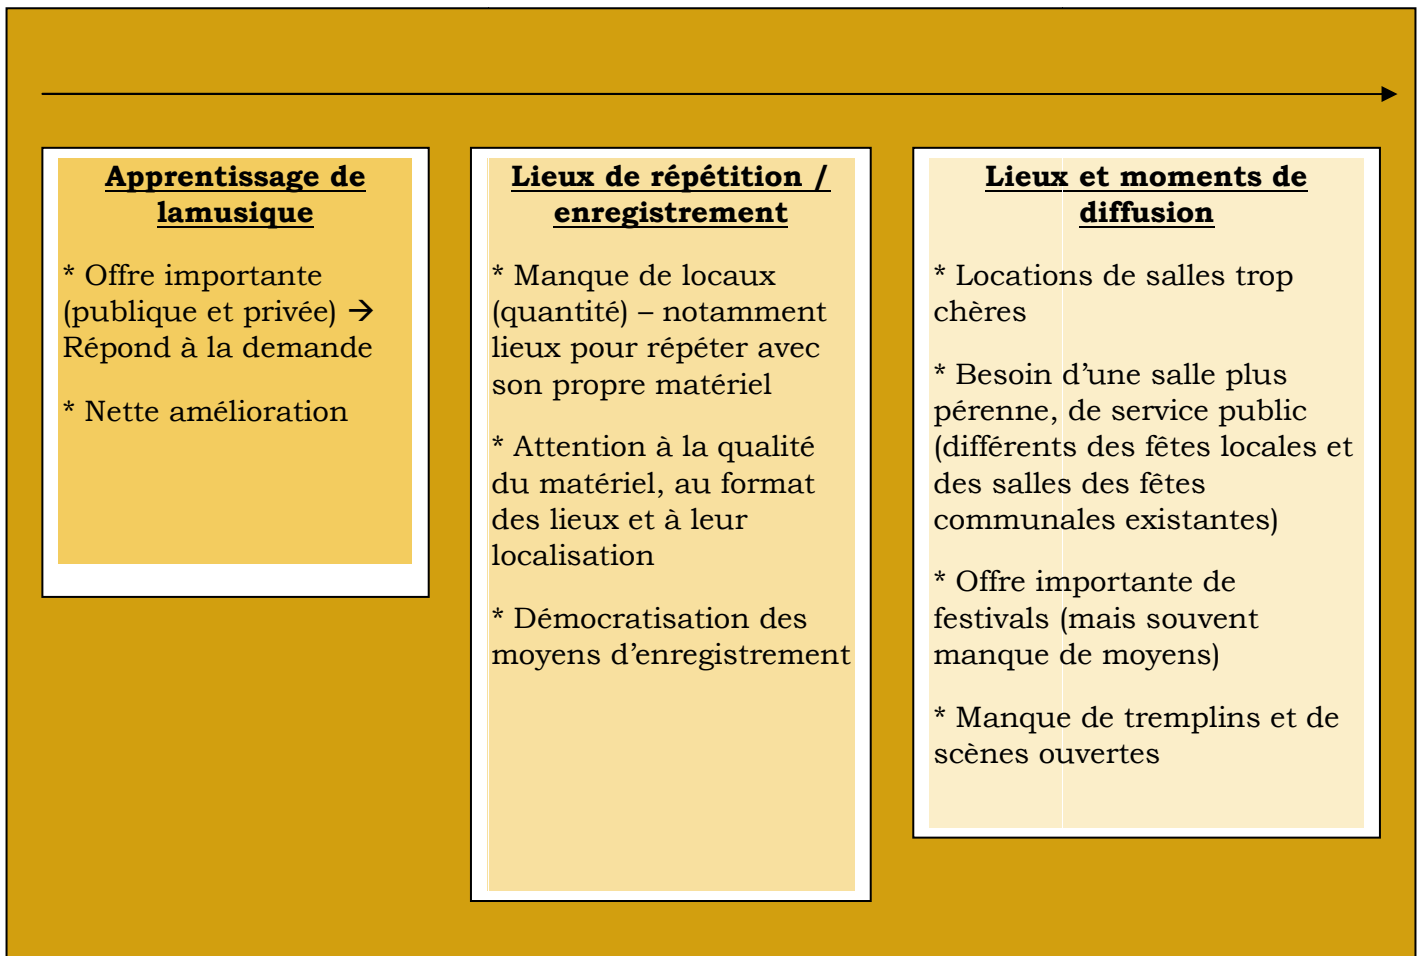 Apprentissage de
lamusique
* Offre importante
(publique et privée) →
Répond à la demande
* Nette amélioration
Lieux de répétition /
enregistrement
* Manque de locaux
(quantité) – notamment
lieux pour répéter avec
son propre matériel
* Attention à la qualité
du matériel, au format
des lieux et à leur
localisation
* Démocratisation des
moyens d’enregistrement
Lieux et moments de
diffusion
* Locations de salles trop
chères
* Besoin d’une salle plus
pérenne, de service public
(différents des fêtes locales et
des salles des fêtes
communales existantes)
* Offre importante de
festivals (mais souvent
manque de moyens)
* Manque de tremplins et de
scènes ouvertes